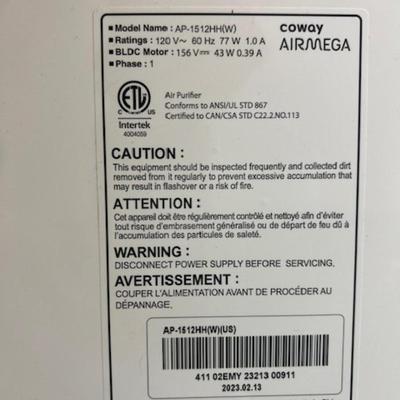 ▪ Model Name: AP-1512HH(W)
▪ Ratings: 120 V~ 60 Hz 77 W 1.0 A
▪ BLDC Motor: 156 V⎓ 43 W 0.39 A
▪ Phase : 1
coway
AIRMEGA
ETL
C US
Intertek
4004059
Air Purifier
Conforms to ANSI/UL STD 867
Certified to CAN/CSA STD C22.2.NO.113
CAUTION :
This equipment should be inspected frequently and collected dirt
removed from it regularly to prevent excessive accumulation that
may result in flashover or a risk of fire.
ATTENTION :
Cet appareil doit être régulièrement contrôlé et nettoyé afin d'éviter
tout risque d'embrasement généralisé ou de départ de feu dû à
l'accumulation des particules de saleté.
WARNING :
DISCONNECT POWER SUPPLY BEFORE SERVICING.
AVERTISSEMENT :
COUPER L'ALIMENTATION AVANT DE PROCÉDER AU
DÉPANNAGE.
AP-1512HH(W)(US)
411 02EMY 23213 00911
2023.02.13